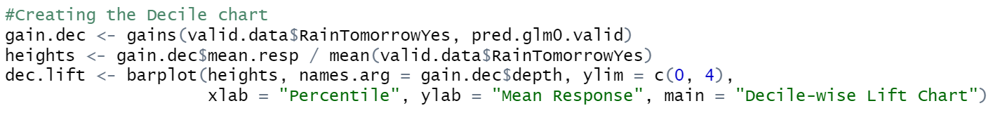 #Creating the Decile chart
gain.dec <- gains(valid.data$RainTomorrowYes, pred.glm0.valid)
heights <- gain.dec$mean.resp / mean(valid.data$RainTomorrowYes)
dec.lift <- barplot(heights, names.arg = gain.dec$depth, ylim = c(0, 4),
xlab = "Percentile", ylab = "Mean Response", main = "Decile-wise Lift Chart")